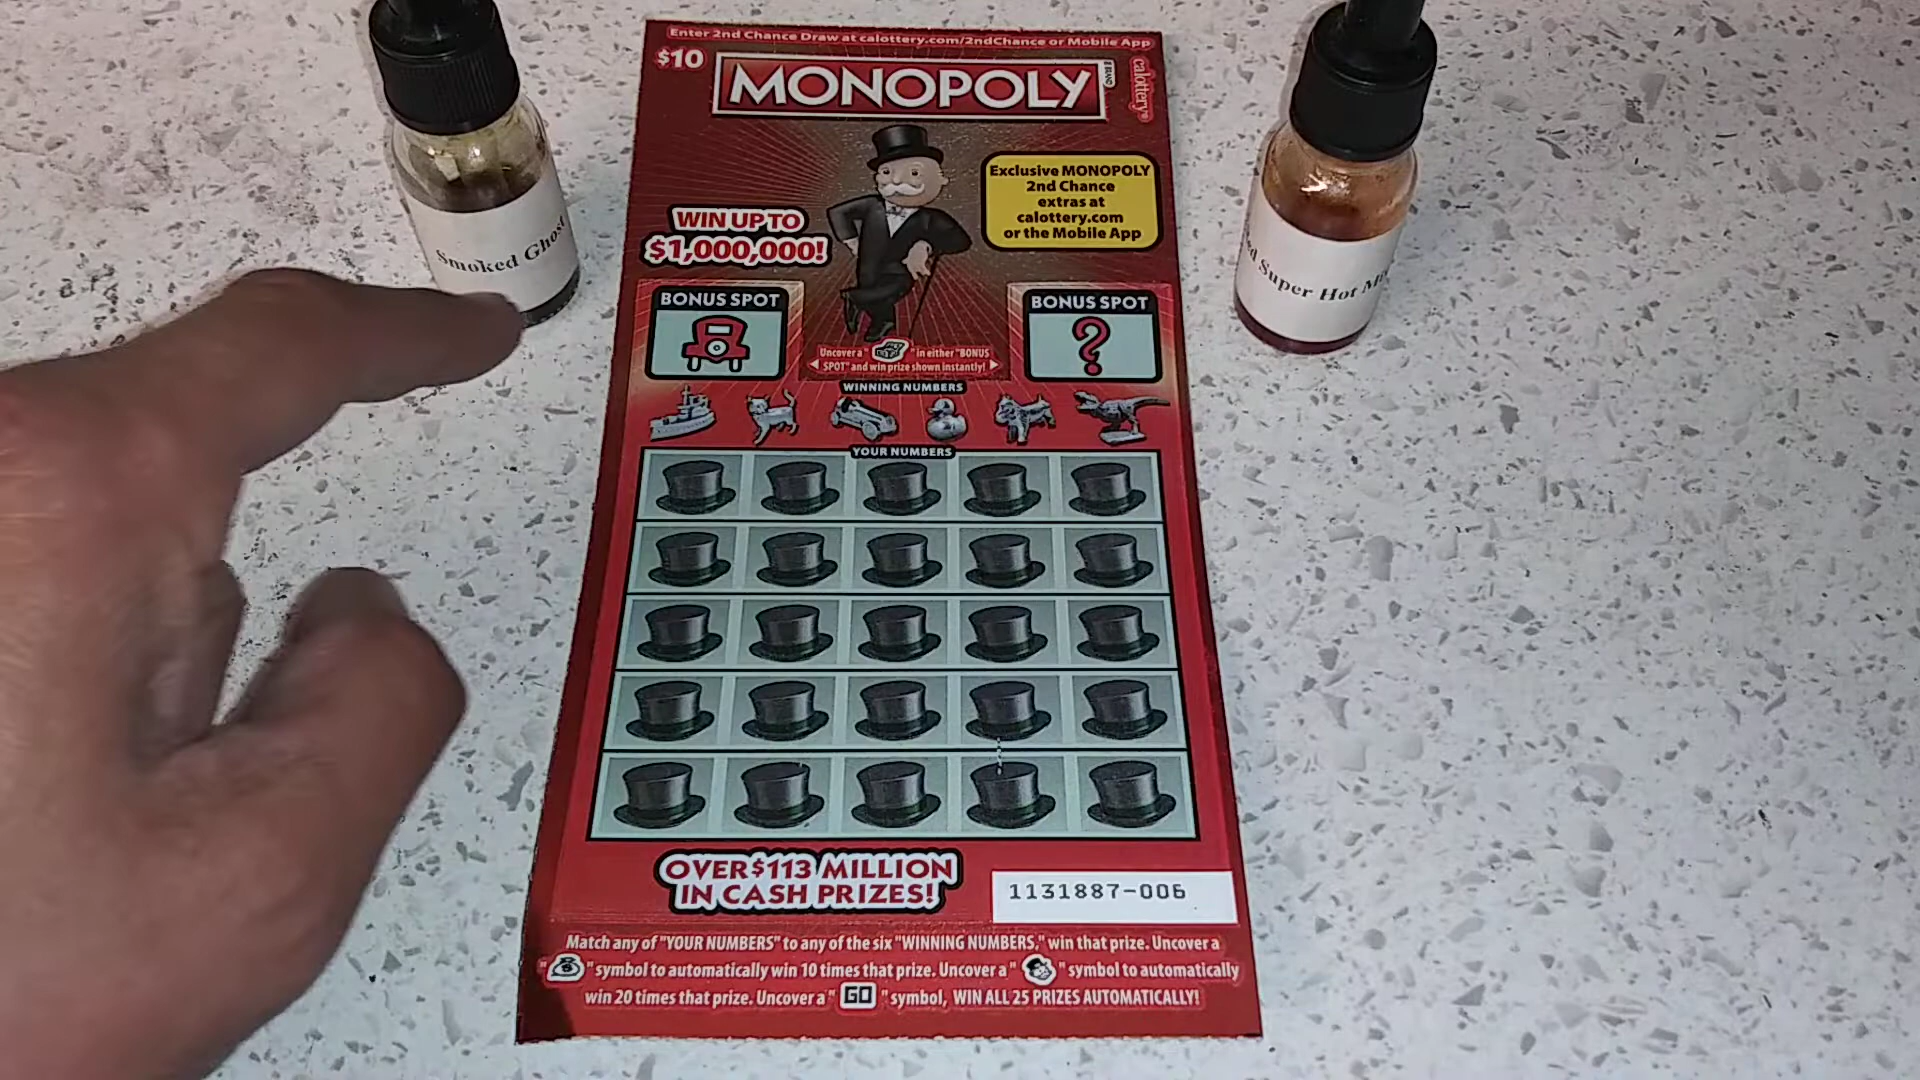 Enter 2nd Chance Draw at calottery.com/2ndChance or Mobile App
$10
MONOPOLY
BRAND
calottery
Exclusive MONOPOLY
2nd Chance
extras at
calottery.com
or the Mobile App
WIN UP TO
$1,000,000!
Smoked Ghost
Super Hot
BONUS SPOT
BONUS SPOT
?
Uncover a " " in either "BONUS
SPOT" and win prize shown instantly!
WINNING NUMBERS
YOUR NUMBERS
OVER $113 MILLION
IN CASH PRIZES!
1131887-006
Match any of "YOUR NUMBERS" to any of the six "WINNING NUMBERS," win that prize. Uncover a
" $ " symbol to automatically win 10 times that prize. Uncover a " " symbol to automatically
win 20 times that prize. Uncover a " GO " symbol, WIN ALL 25 PRIZES AUTOMATICALLY!